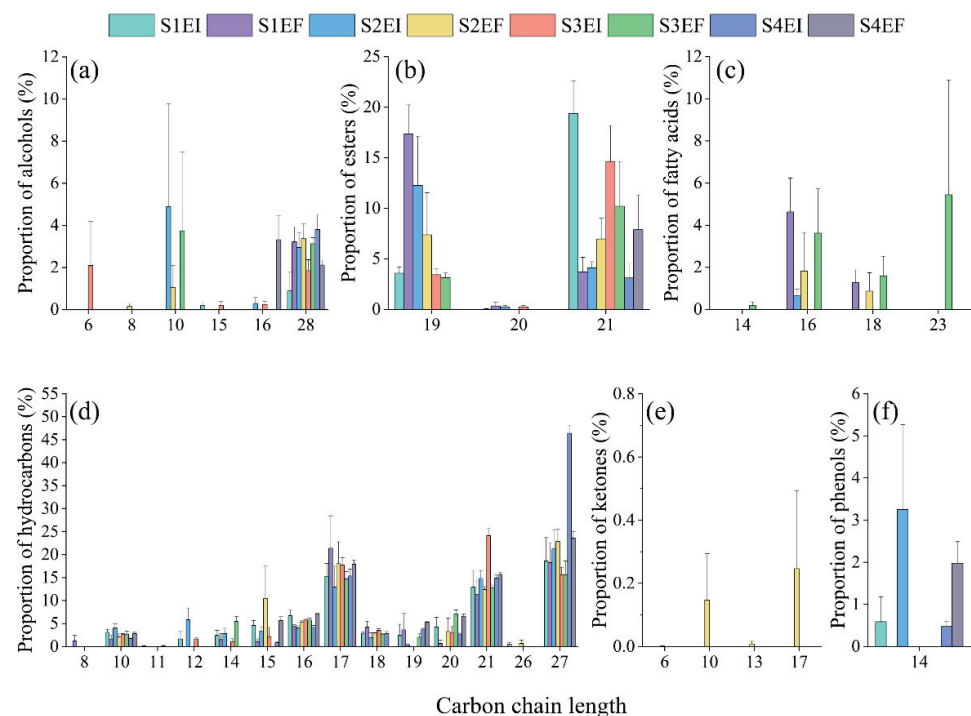 S1EI S1EF S2EI S2EF S3EI S3EF S4EI S4EF
(a)
Proportion of alcohols (%)
12
10
8
6
4
2
0
6 8 10 15 16 28
(b)
Proportion of esters (%)
25
20
15
10
5
0
19 20 21
(c)
Proportion of fatty acids (%)
12
10
8
6
4
2
0
14 16 18 23
(d)
Proportion of hydrocarbons (%)
55
50
45
40
35
30
25
20
15
10
5
0
8 10 11 12 14 15 16 17 18 19 20 21 26 27
(e)
Proportion of ketones (%)
0.8
0.6
0.4
0.2
0.0
6 10 13 17
(f)
Proportion of phenols (%)
6
5
4
3
2
1
0
14
Carbon chain length